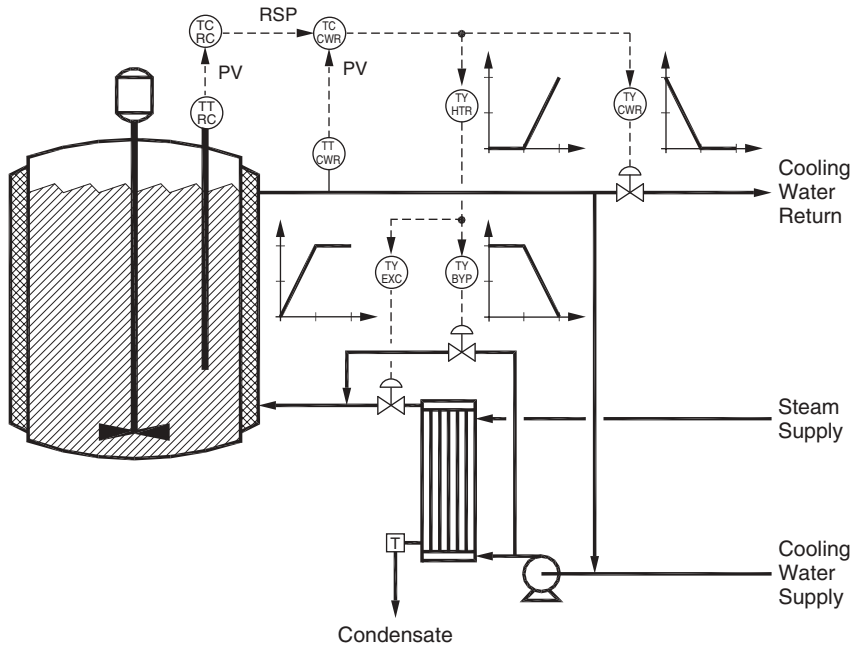 RSP
TC
RC
TC
CWR
PV
PV
TT
RC
TY
HTR
TY
CWR
TT
CWR
Cooling
Water
Return
TY
EXC
TY
BYP
Steam
Supply
T
Cooling
Water
Supply
Condensate